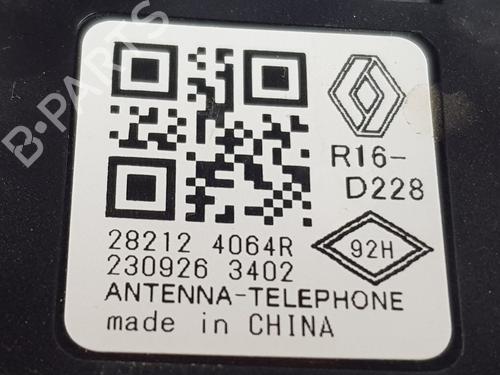 B-PARTS
R16-
D228
28212 4064R
230926 3402
92H
ANTENNA-TELEPHONE
made in CHINA